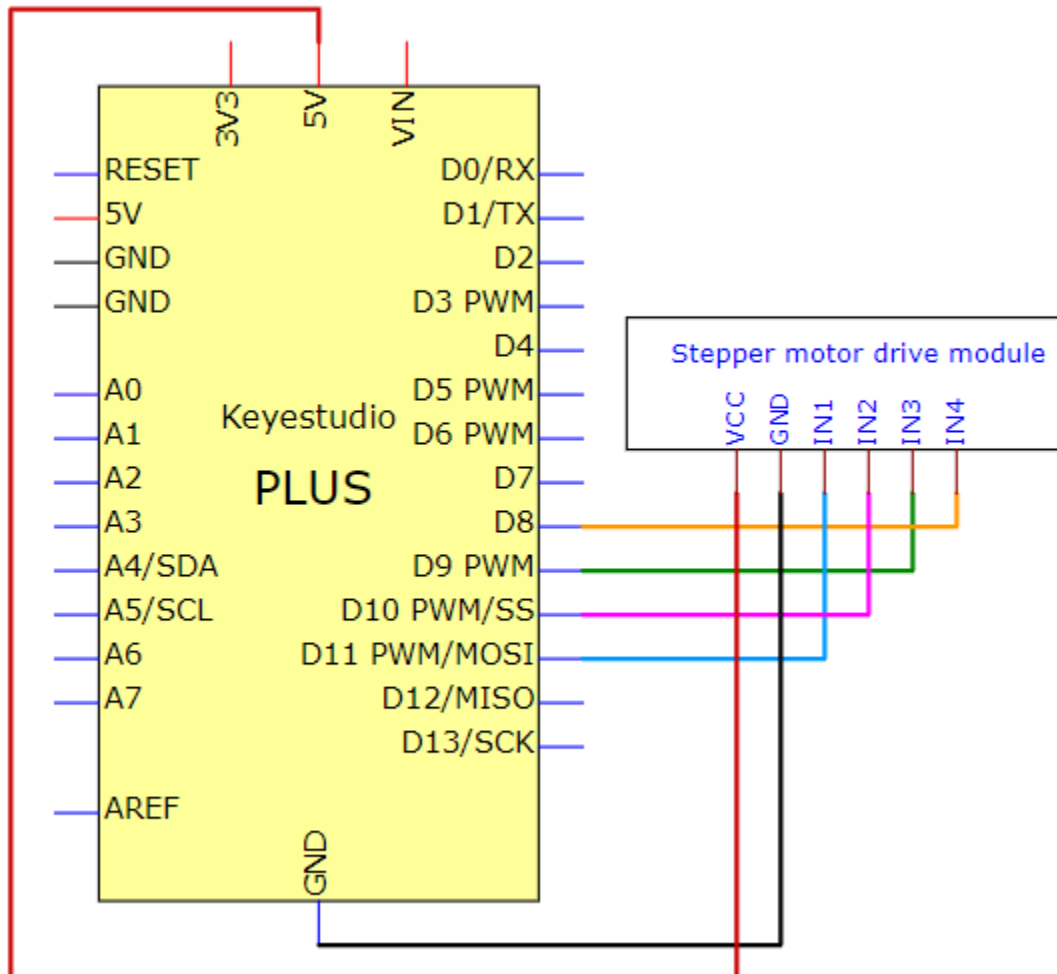 3V3
5V
VIN
RESET
5V
GND
GND
A0
A1
A2
A3
A4/SDA
A5/SCL
A6
A7
AREF
Keyestudio
PLUS
D0/RX
D1/TX
D2
D3 PWM
D4
D5 PWM
D6 PWM
D7
D8
D9 PWM
D10 PWM/SS
D11 PWM/MOSI
D12/MISO
D13/SCK
GND
Stepper motor drive module
VCC
GND
IN1
IN2
IN3
IN4